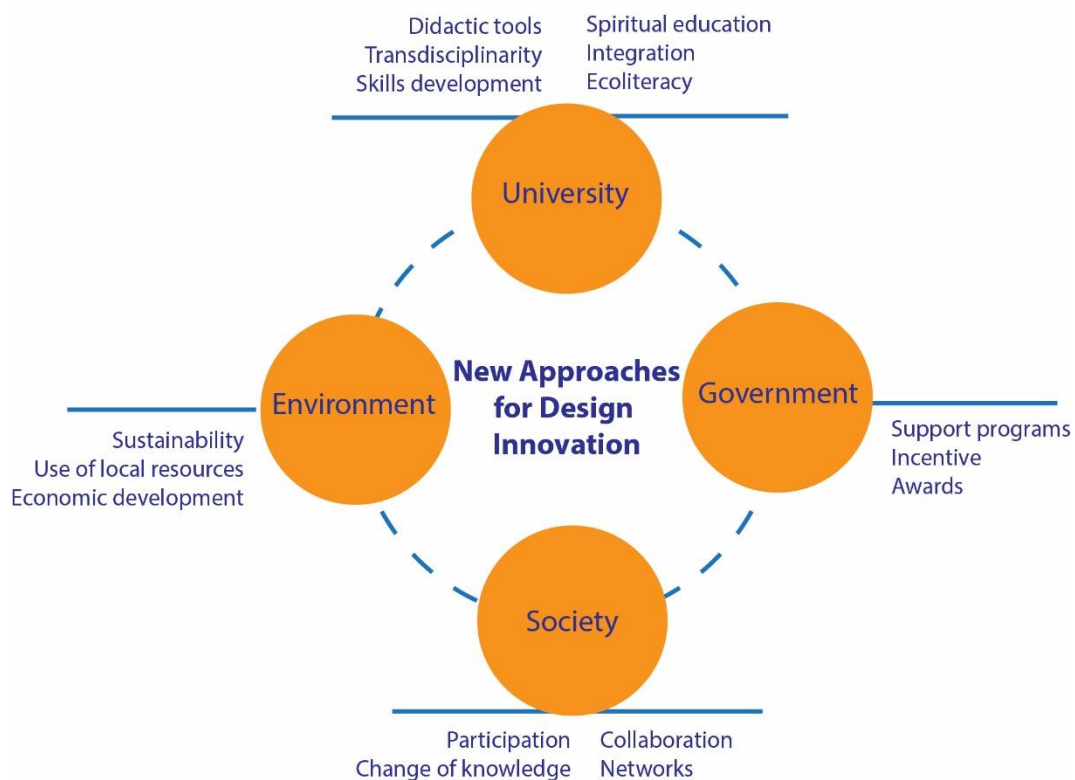 Didactic tools
Transdisciplinarity
Skills development
Spiritual education
Integration
Ecoliteracy
University
Environment
New Approaches
for Design
Innovation
Government
Sustainability
Use of local resources
Economic development
Support programs
Incentive
Awards
Society
Participation
Change of knowledge
Collaboration
Networks